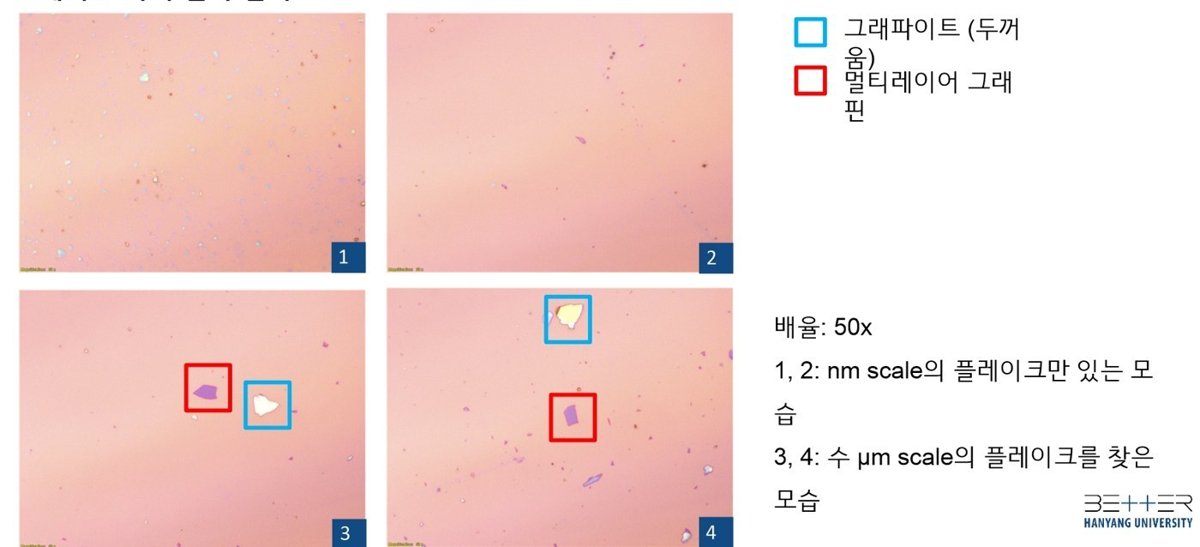 그래파이트 (두꺼
움)
멀티레이어 그래
핀
1
2
3
4
배율: 50x
1, 2: nm scale의 플레이크만 있는 모
습
3, 4: 수 μm scale의 플레이크를 찾은
모습
BETTER
HANYANG UNIVERSITY